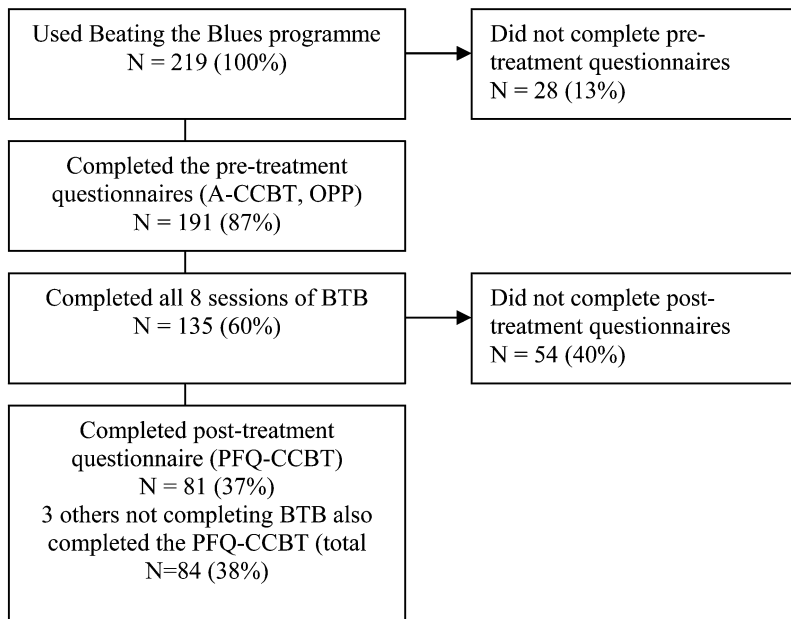 Used Beating the Blues programme
N = 219 (100%)
Did not complete pre-
treatment questionnaires
N = 28 (13%)
Completed the pre-treatment
questionnaires (A-CCBT, OPP)
N = 191 (87%)
Completed all 8 sessions of BTB
N = 135 (60%)
Did not complete post-
treatment questionnaires
N = 54 (40%)
Completed post-treatment
questionnaire (PFQ-CCBT)
N = 81 (37%)
3 others not completing BTB also
completed the PFQ-CCBT (total
N=84 (38%)